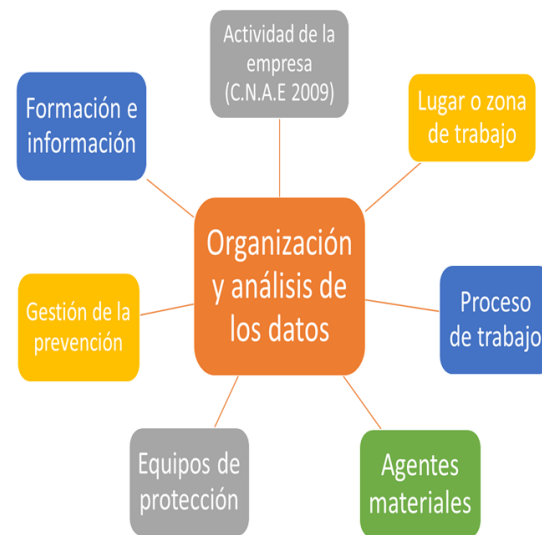 Actividad de la
empresa
(C.N.A.E 2009)
Lugar o zona
de trabajo
Proceso
de trabajo
Agentes
materiales
Equipos de
protección
Gestión de la
prevención
Formación e
información
Organización
y análisis de
los datos